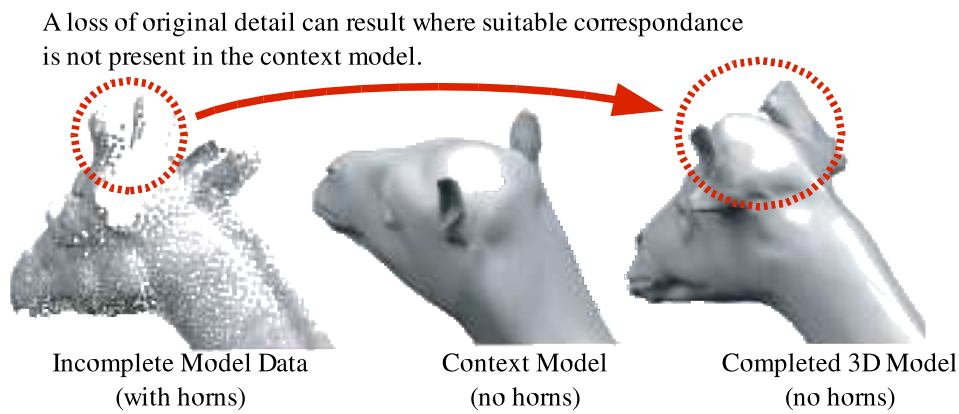 A loss of original detail can result where suitable correspondance
is not present in the context model.
Incomplete Model Data
(with horns)
Context Model
(no horns)
Completed 3D Model
(no horns)